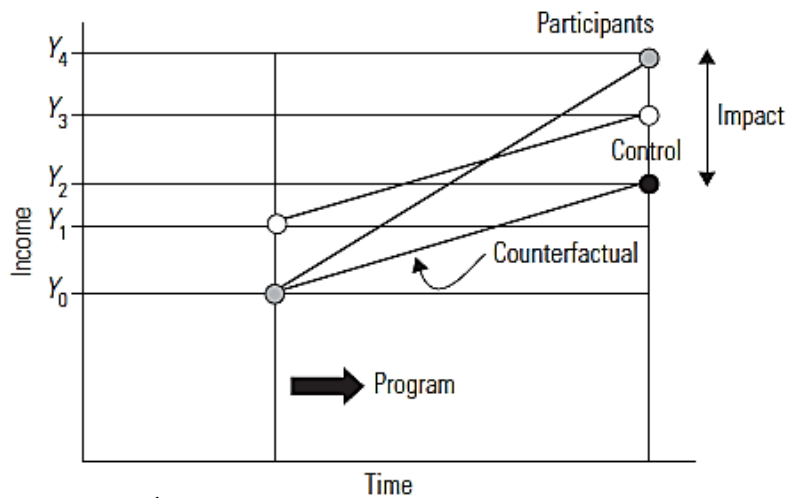 Participants
Y4
Y3
Impact
Control
Y2
Y1
Income
Counterfactual
Y0
Program
Time